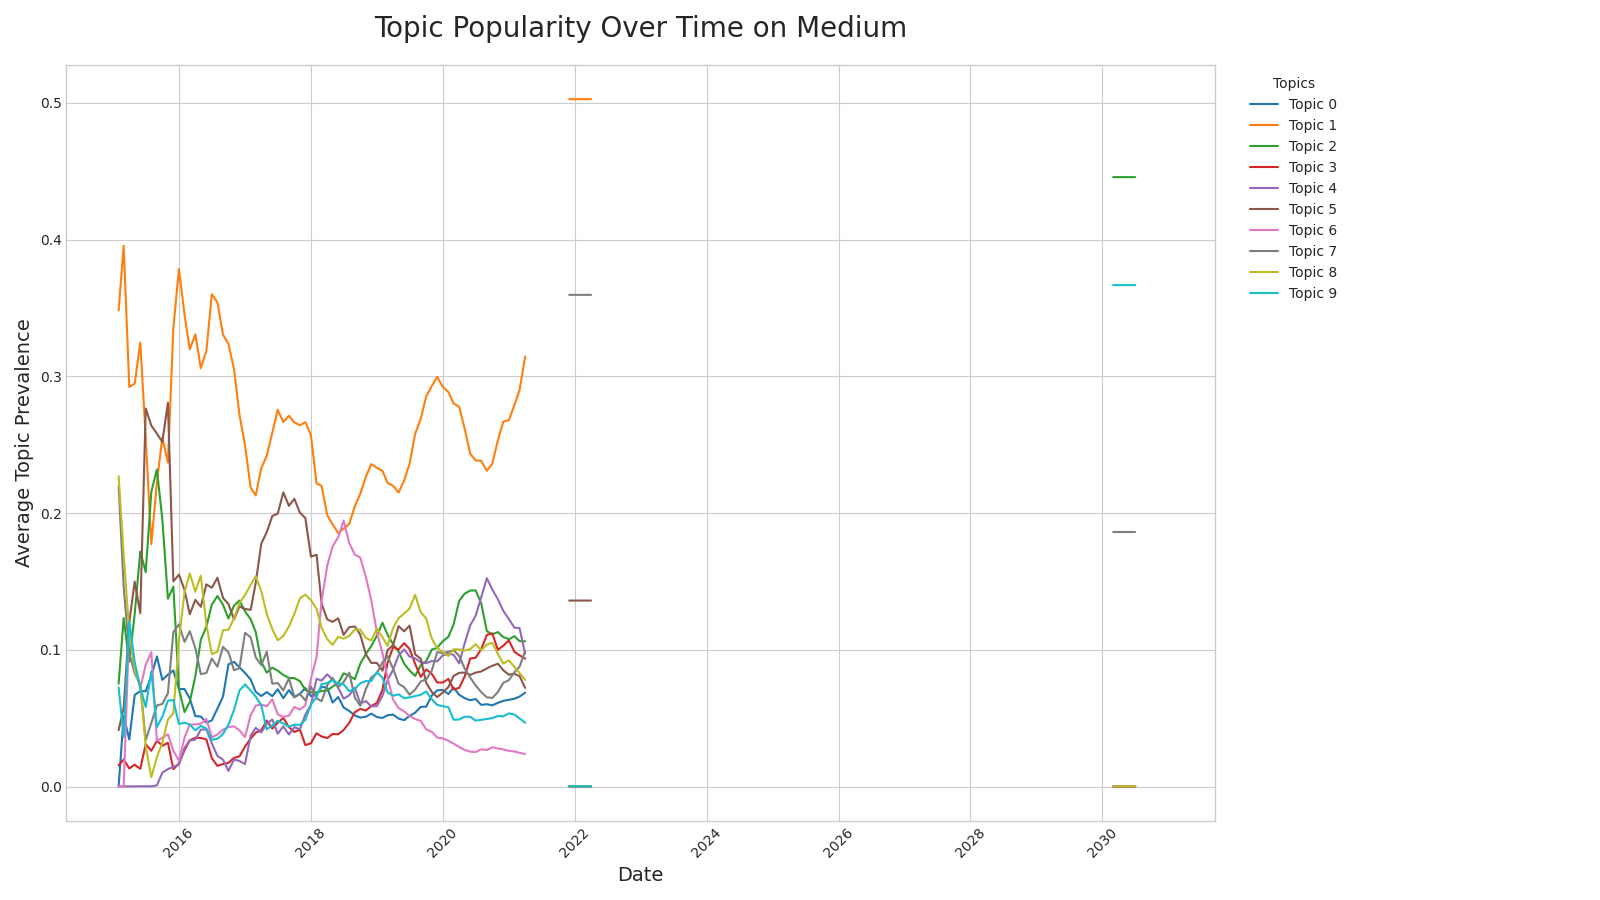 Topic Popularity Over Time on Medium
Average Topic Prevalence
0.5
0.4
0.3
0.2
0.1
0.0
2016
2018
2020
2022
2024
2026
2028
2030
Date
Topics
Topic 0
Topic 1
Topic 2
Topic 3
Topic 4
Topic 5
Topic 6
Topic 7
Topic 8
Topic 9